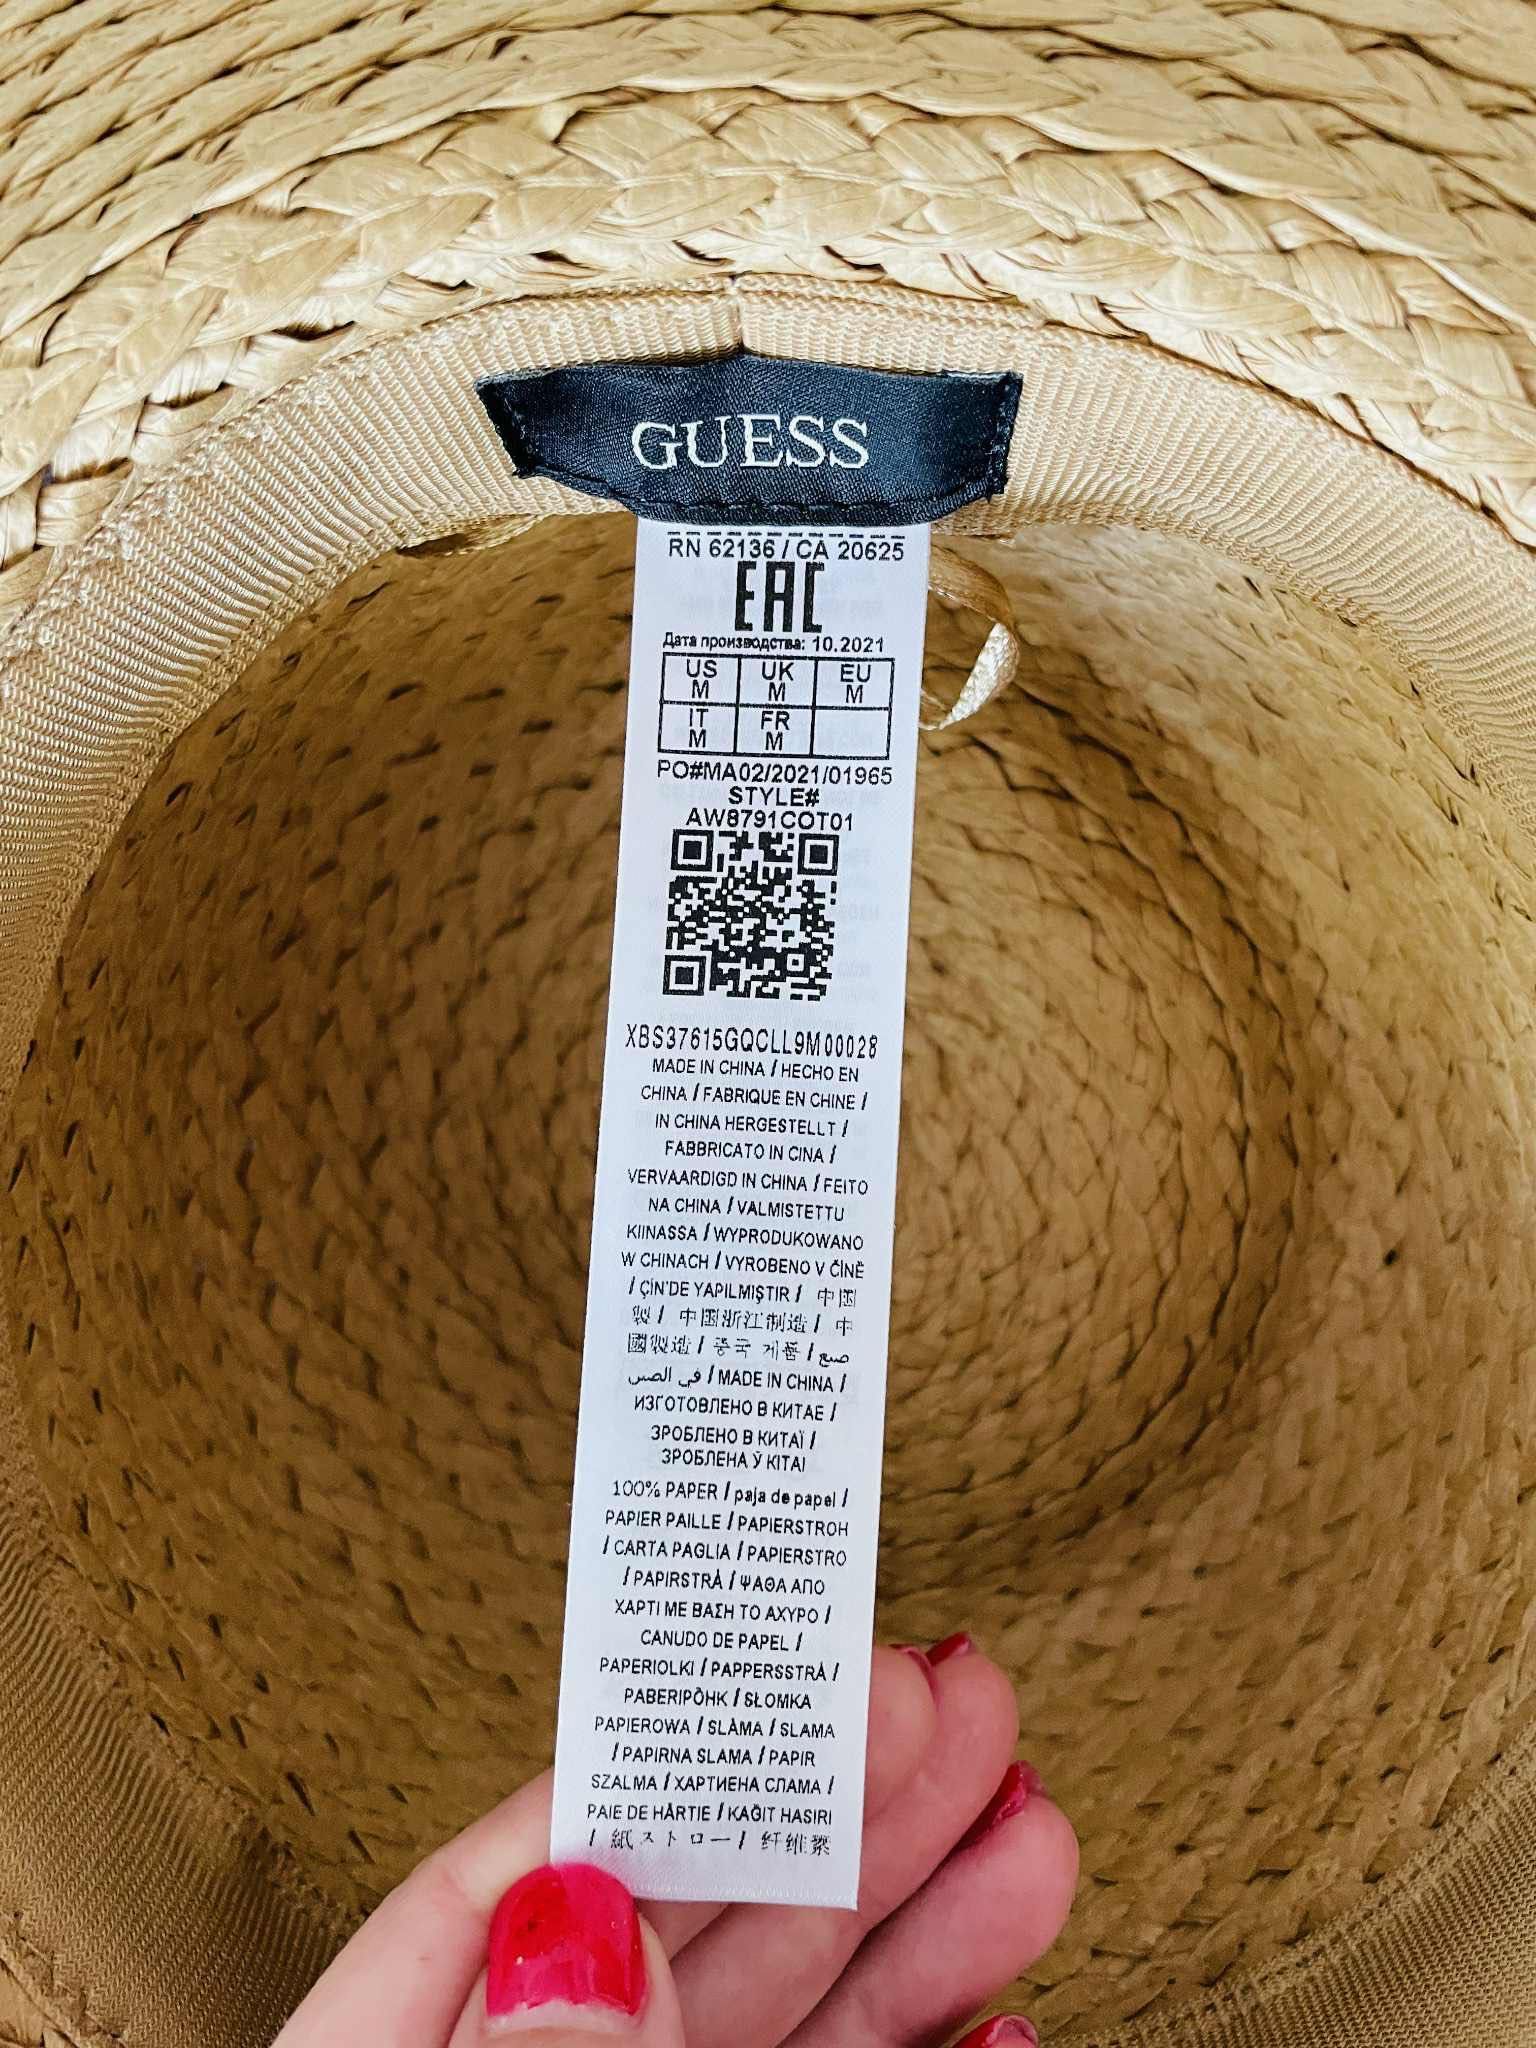 GUESS
RN 62136 / CA 20625
EAC
Дата производства: 10.2021
US M UK M EU M
IT M FR M
PO#MA02/2021/01965
STYLE#
AW8791COT01
XBS37615GQCLL9M00028
MADE IN CHINA / HECHO EN
CHINA / FABRIQUE EN CHINE /
IN CHINA HERGESTELLT /
FABBRICATO IN CINA /
VERVAARDIGD IN CHINA / FEITO
NA CHINA / VALMISTETTU
KIINASSA / WYPRODUKOWANO
W CHINACH / VYROBENO V ČÍNĚ
/ ÇİN'DE YAPILMIŞTIR / 中国
製 / 中国浙江制造 / 中
國製造 / 중국 제품 / صنع
في الصين / MADE IN CHINA /
ИЗГОТОВЛЕНО В КИТАЕ /
ЗРОБЛЕНО В КИТАЇ /
ЗРОБЛЕНА Ў КІТАІ
100% PAPER / paja de papel /
PAPIER PAILLE / PAPIERSTROH
/ CARTA PAGLIA / PAPIERSTRO
/ PAPIRSTRÅ / ΨΑΘΑ ΑΠΟ
ΧΑΡΤΙ ΜΕ ΒΑΣΗ ΤΟ ΑΧΥΡΟ /
CANUDO DE PAPEL /
PAPERIOLKI / PAPPERSSTRÅ /
PABERIPÕHK / SŁOMKA
PAPIEROWA / SLÁMA / SLAMA
/ PAPIRNA SLAMA / PAPIR
SZALMA / ХАРТИЕНА СЛАМА /
PAIE DE HÂRTIE / KAĞIT HASIRI
/ 紙ストロー / 纤维紮